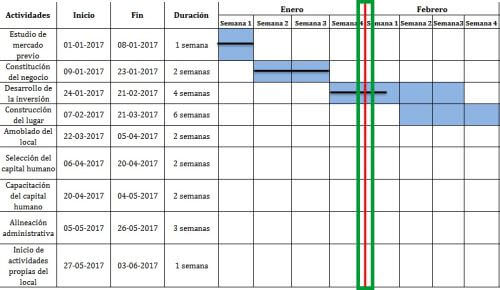 Actividades Inicio Fin Duración Enero Febrero
Semana 1 Semana 2 Semana 3 Semana 4 Semana 1 Semana 2 Semana3 Semana 4
Estudio de
mercado
previo
01-01-2017 08-01-2017 1 semana
Constitución
del negocio
09-01-2017 23-01-2017 2 semanas
Desarrollo de
la inversión
24-01-2017 21-02-2017 4 semanas
Construcción
del lugar
07-02-2017 21-03-2017 6 semanas
Amoblado del
local
22-03-2017 05-04-2017 2 semanas
Selección del
capital humano
06-04-2017 20-04-2017 2 semanas
Capacitación
del capital
humano
20-04-2017 04-05-2017 2 semanas
Alineación
administrativa
05-05-2017 26-05-2017 3 semanas
Inicio de
actividades
propias del
local
27-05-2017 03-06-2017 1 semana